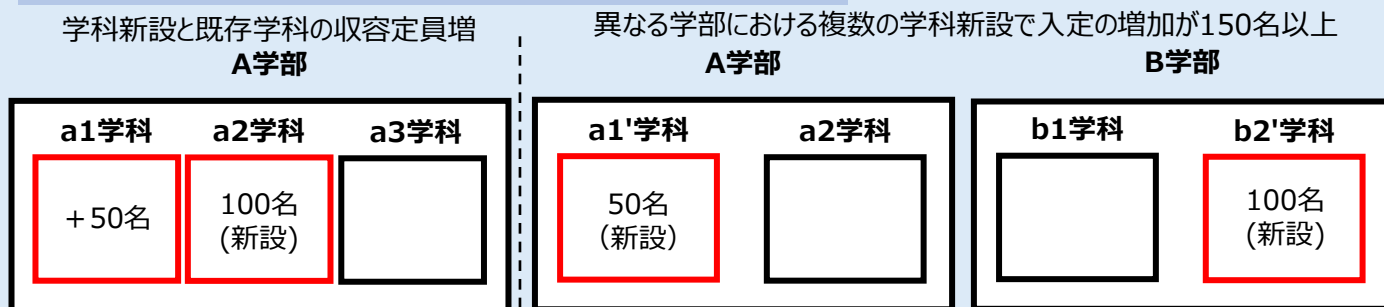 学科新設と既存学科の収容定員増
A学部
a1学科
a2学科
a3学科
+50名
100名
(新設)
異なる学部における複数の学科新設で入定の増加が150名以上
A学部
a1'学科
a2学科
50名
(新設)
B学部
b1学科
b2'学科
100名
(新設)